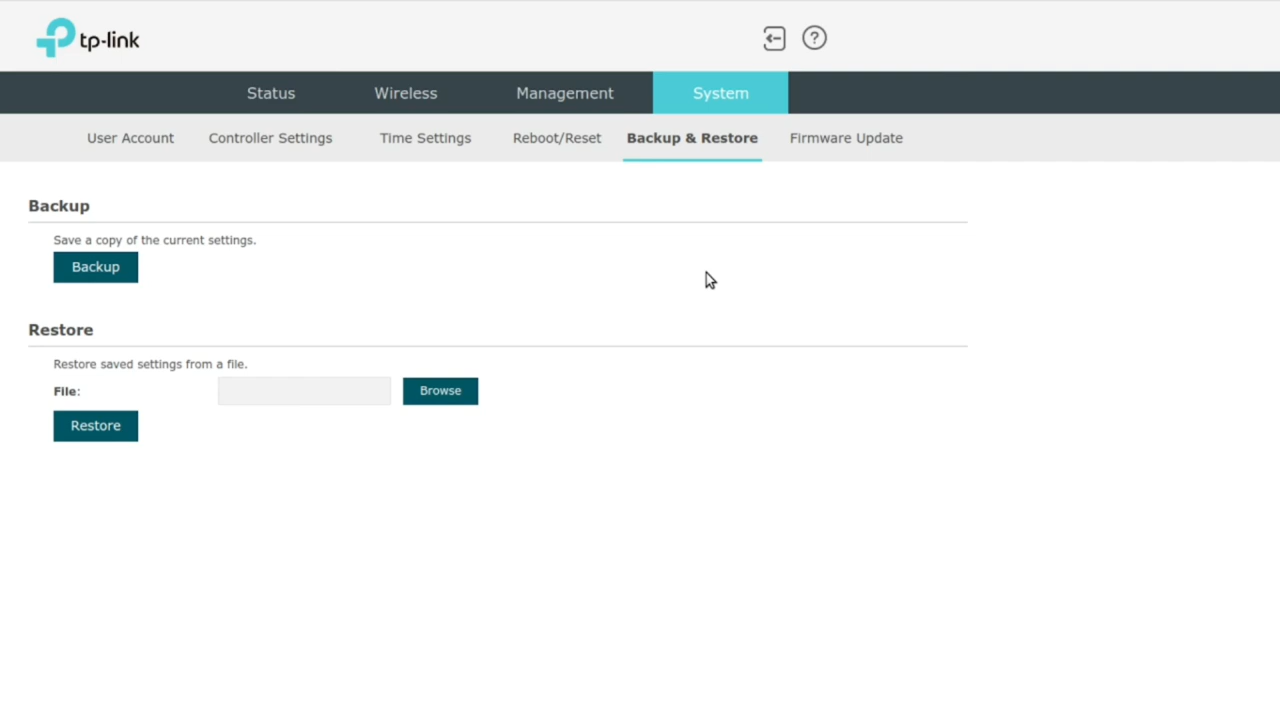 tp-link
Status Wireless Management System
User Account Controller Settings Time Settings Reboot/Reset Backup & Restore Firmware Update
Backup
Save a copy of the current settings.
Backup
Restore
Restore saved settings from a file.
File: Browse
Restore